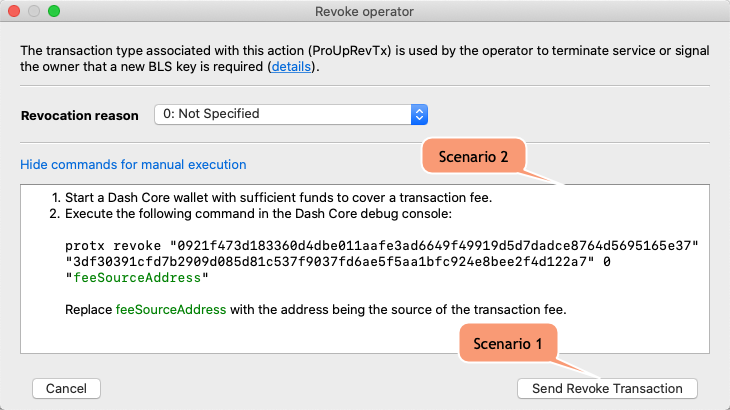 Revoke operator
The transaction type associated with this action (ProUpRevTx) is used by the operator to terminate service or signal
the owner that a new BLS key is required (details).
Revocation reason 0: Not Specified
Hide commands for manual execution
Scenario 2
1. Start a Dash Core wallet with sufficient funds to cover a transaction fee.
2. Execute the following command in the Dash Core debug console:
protx revoke "0921f473d183360d4dbe011aafe3ad6649f49919d5d7dadce8764d5695165e37"
"3df30391cfd7b2909d085d81c537f9037fd6ae5f5aa1bfc924e8bee2f4d122a7" 0
"feeSourceAddress"
Replace feeSourceAddress with the address being the source of the transaction fee.
Scenario 1
Cancel Send Revoke Transaction